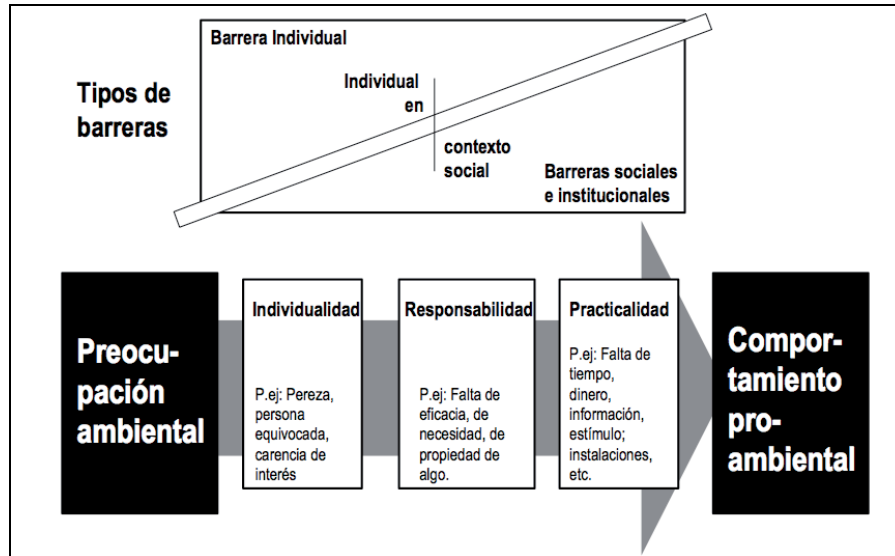 Barrera Individual
Tipos de
barreras
Individual
en
contexto
social
Barreras sociales
e institucionales
Preocu-
pación
ambiental
Individualidad
P.ej: Pereza,
persona
equivocada,
carencia de
interés
Responsabilidad
P.ej: Falta de
eficacia, de
necesidad, de
propiedad de
algo.
Practicalidad
P.ej: Falta de
tiempo,
dinero,
información,
estímulo;
instalaciones,
etc.
Compor-
tamiento
pro-
ambiental